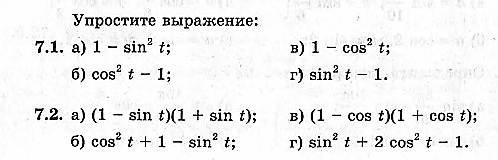 Упростите выражение:
7.1. а) 1 − sin² t; в) 1 − cos² t;
б) cos² t − 1; г) sin² t − 1.
7.2. а) (1 − sin t)(1 + sin t); в) (1 − cos t)(1 + cos t);
б) cos² t + 1 − sin² t; г) sin² t + 2 cos² t − 1.